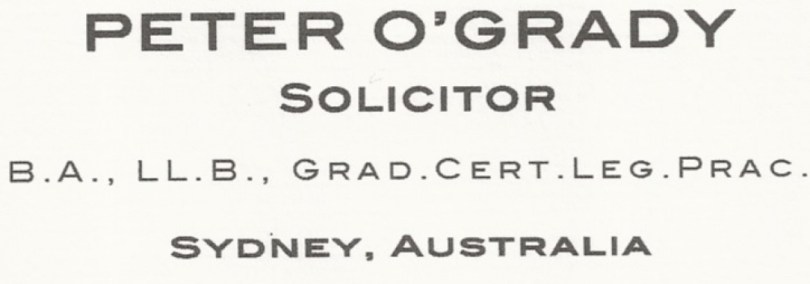 PETER O'GRADY
SOLICITOR
B.A., LL.B., GRAD.CERT.LEG.PRAC.
SYDNEY, AUSTRALIA